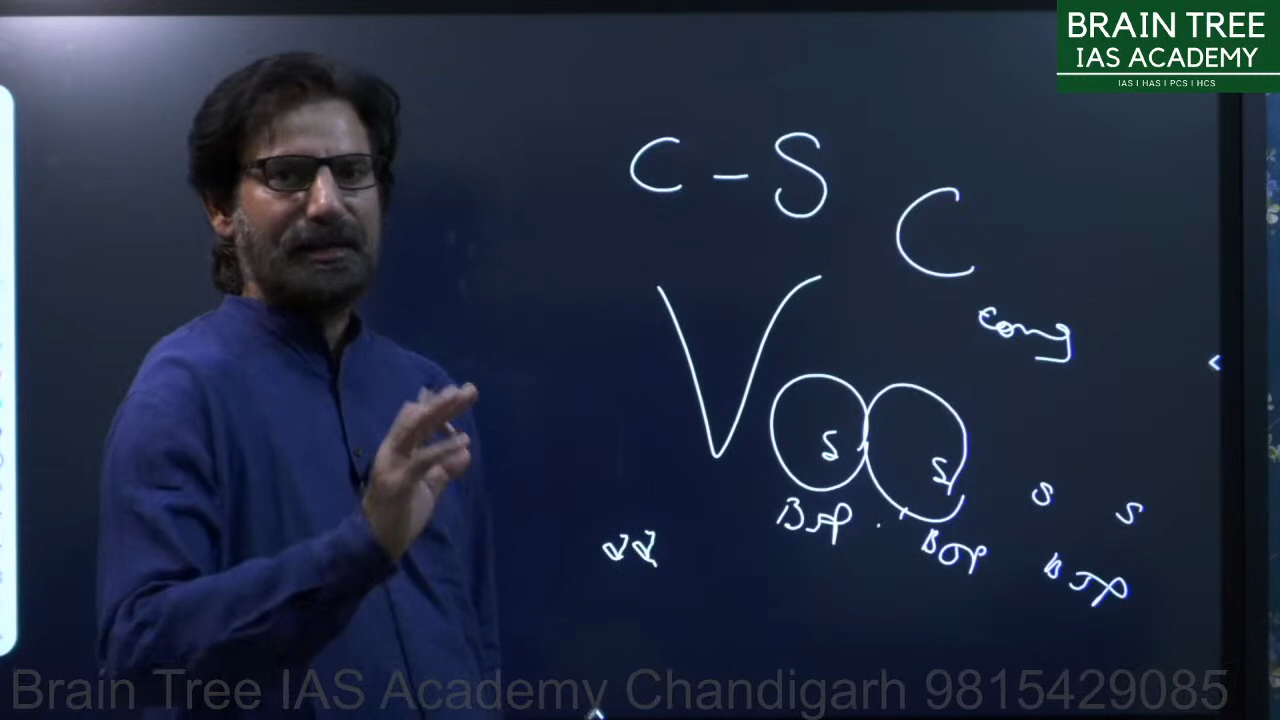 BRAIN TREE
IAS ACADEMY
IAS I HAS I PCS I HCS
C - S
C
Cong
V
S S
S S
BJP
BJP
BJP
Brain Tree IAS Academy Chandigarh 9815429085